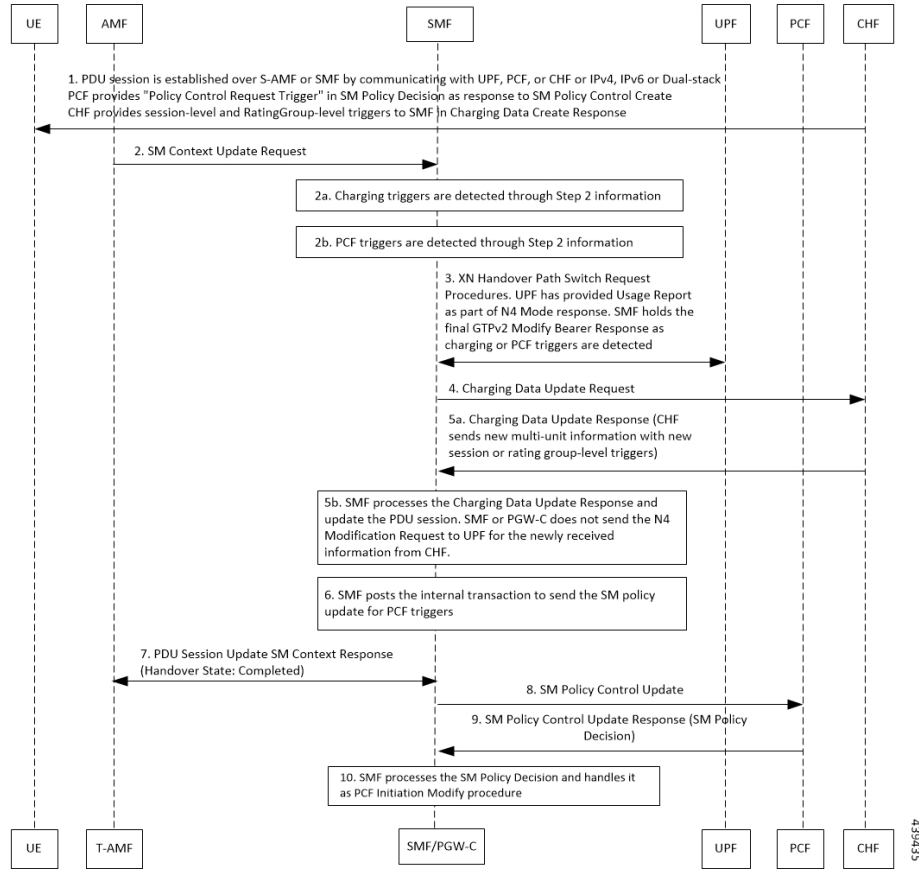 UE
AMF
SMF
UPF
PCF
CHF
1. PDU session is established over S-AMF or SMF by communicating with UPF, PCF, or CHF or IPv4, IPv6 or Dual-stack
PCF provides "Policy Control Request Trigger" in SM Policy Decision as response to SM Policy Control Create
CHF provides session-level and RatingGroup-level triggers to SMF in Charging Data Create Response
2. SM Context Update Request
2a. Charging triggers are detected through Step 2 information
2b. PCF triggers are detected through Step 2 information
3. XN Handover Path Switch Request
Procedures. UPF has provided Usage Report
as part of N4 Mode response. SMF holds the
final GTPv2 Modify Bearer Response as
charging or PCF triggers are detected
4. Charging Data Update Request
5a. Charging Data Update Response (CHF
sends new multi-unit information with new
session or rating group-level triggers)
5b. SMF processes the Charging Data Update Response and
update the PDU session. SMF or PGW-C does not send the N4
Modification Request to UPF for the newly received
information from CHF.
6. SMF posts the internal transaction to send the SM policy
update for PCF triggers
7. PDU Session Update SM Context Response
(Handover State: Completed)
8. SM Policy Control Update
9. SM Policy Control Update Response (SM Policy
Decision)
10. SMF processes the SM Policy Decision and handles it
as PCF Initiation Modify procedure
UE
T-AMF
SMF/PGW-C
UPF
PCF
CHF
439435